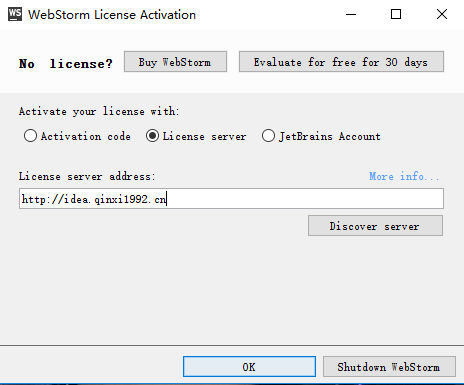 WS WebStorm License Activation
No license? Buy WebStorm Evaluate for free for 30 days
Activate your license with:
Activation code License server JetBrains Account
License server address: More info...
http://idea.qinxi1992.cn
Discover server
OK Shutdown WebStorm